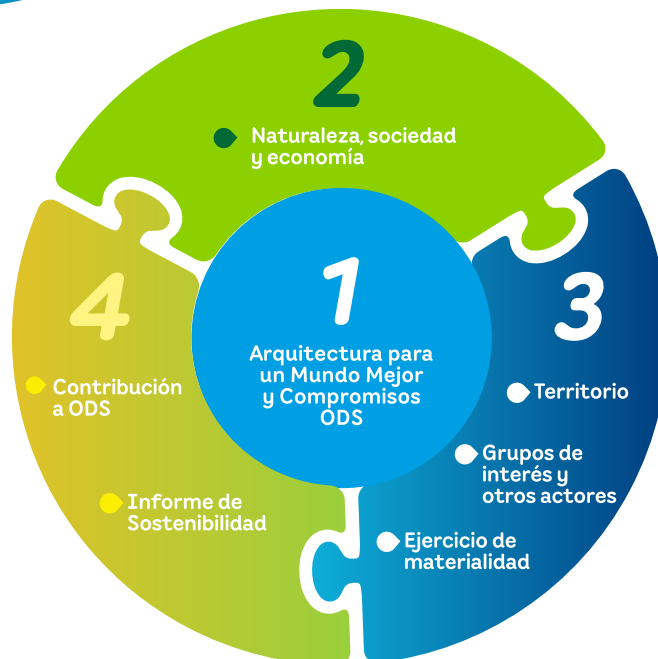 1
Arquitectura para
un Mundo Mejor
y Compromisos
ODS
2
Naturaleza, sociedad
y economía
3
Territorio
Grupos de
interés y
otros actores
Ejercicio de
materialidad
4
Contribución
a ODS
Informe de
Sostenibilidad